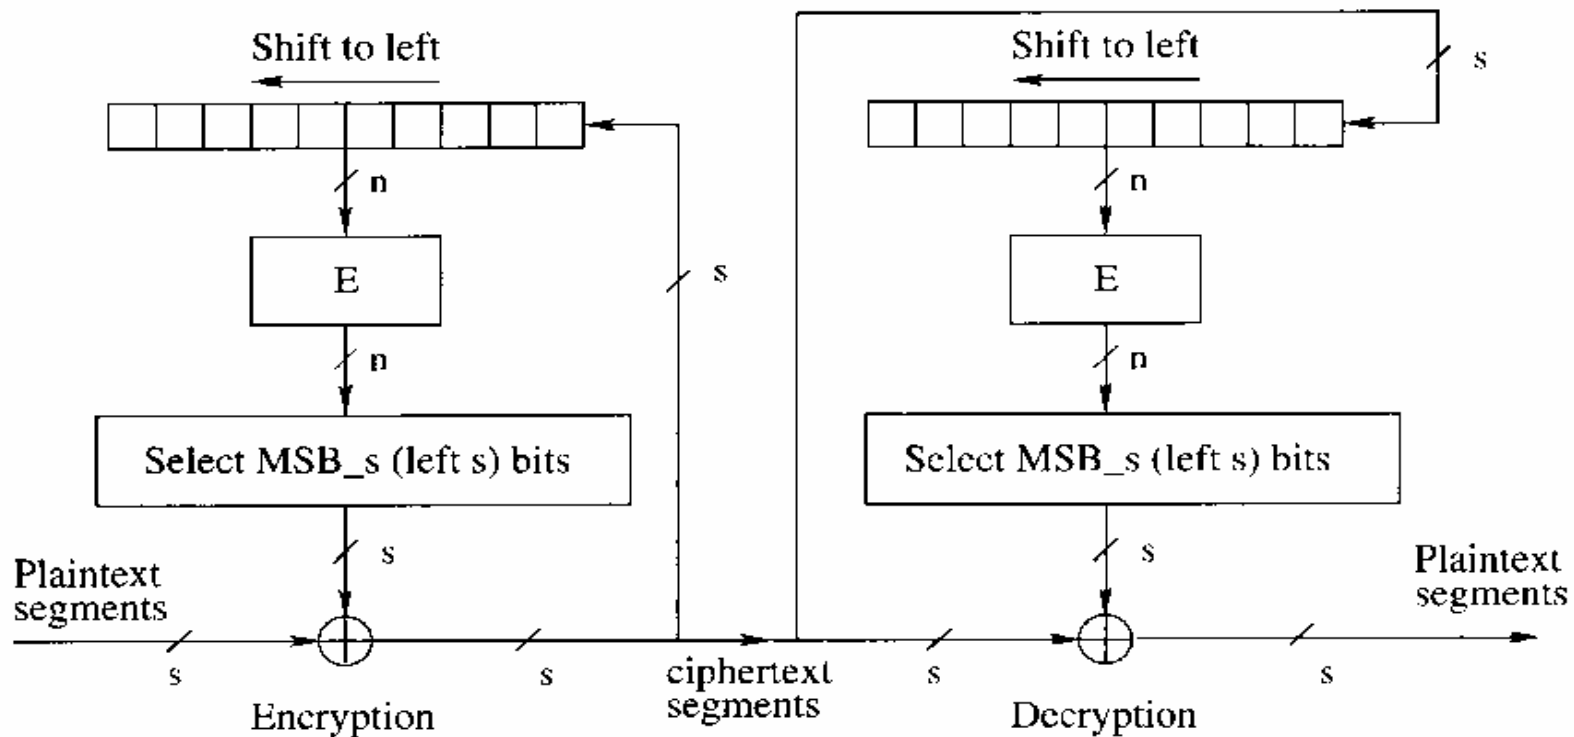 Shift to left
Shift to left
s
n
n
E
s
E
n
n
Select MSB_s (left s) bits
Select MSB_s (left s) bits
s
s
Plaintext
segments
Plaintext
segments
s
s
ciphertext
segments
s
s
Encryption
Decryption